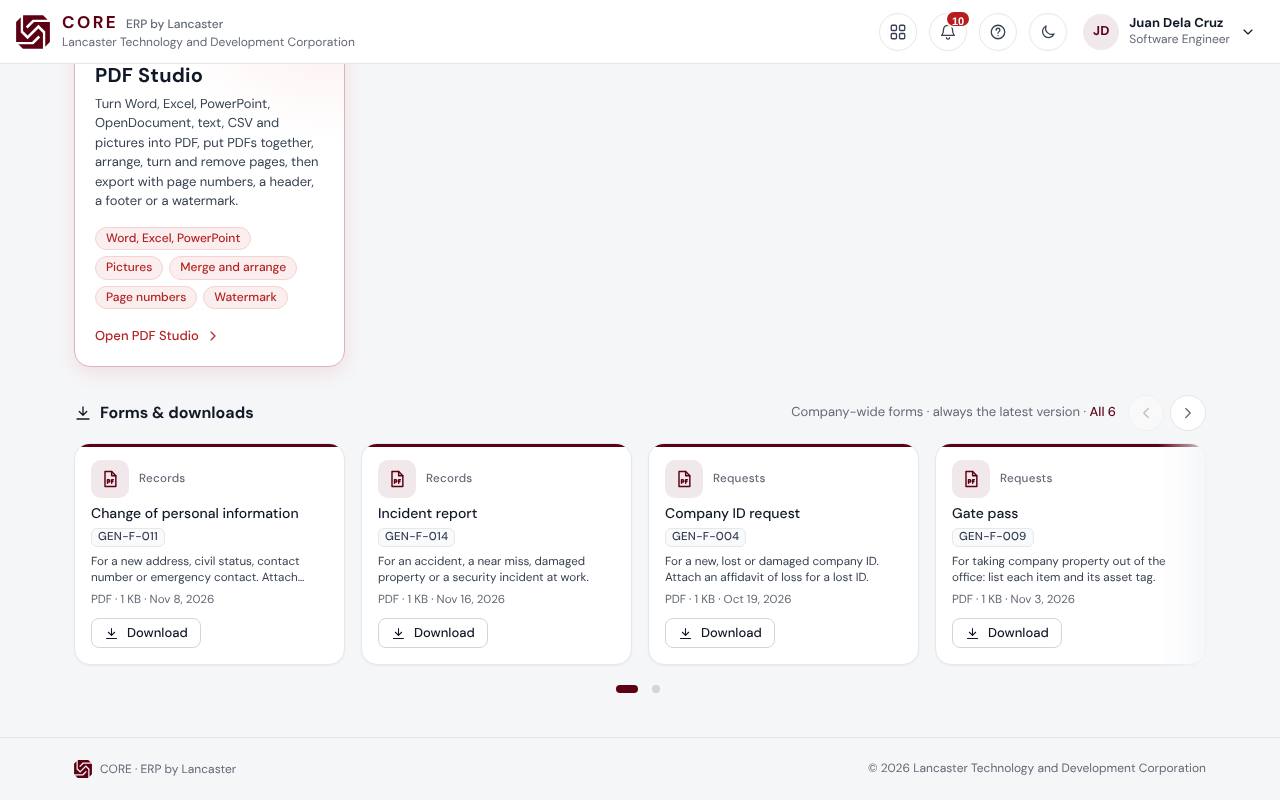 CORE ERP by Lancaster
Lancaster Technology and Development Corporation
10
JD
Juan Dela Cruz
Software Engineer
PDF Studio
Turn Word, Excel, PowerPoint,
OpenDocument, text, CSV and
pictures into PDF, put PDFs together,
arrange, turn and remove pages, then
export with page numbers, a header,
a footer or a watermark.
Word, Excel, PowerPoint
Pictures
Merge and arrange
Page numbers
Watermark
Open PDF Studio
Forms & downloads
Company-wide forms · always the latest version · All 6
Records
Change of personal information
GEN-F-011
For a new address, civil status, contact
number or emergency contact. Attach...
PDF · 1 KB · Nov 8, 2026
Download
Records
Incident report
GEN-F-014
For an accident, a near miss, damaged
property or a security incident at work.
PDF · 1 KB · Nov 16, 2026
Download
Requests
Company ID request
GEN-F-004
For a new, lost or damaged company ID.
Attach an affidavit of loss for a lost ID.
PDF · 1 KB · Oct 19, 2026
Download
Requests
Gate pass
GEN-F-009
For taking company property out of the
office: list each item and its asset tag.
PDF · 1 KB · Nov 3, 2026
Download
CORE · ERP by Lancaster
© 2026 Lancaster Technology and Development Corporation